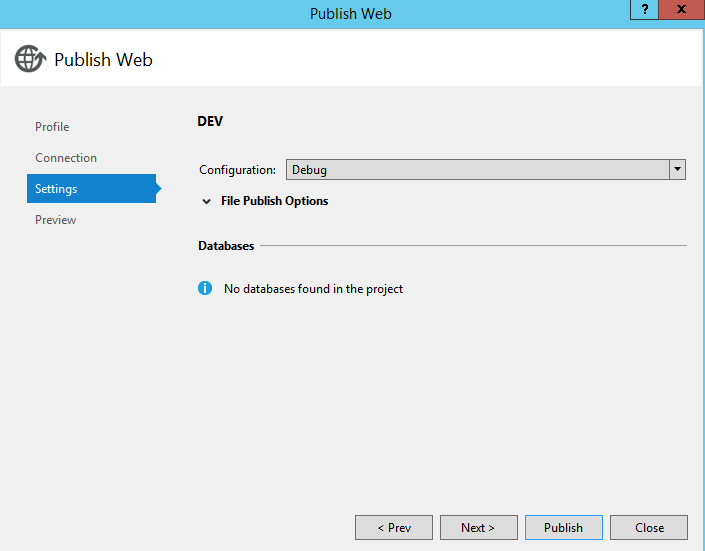 Publish Web
? x
Publish Web
Profile
Connection
Settings
Preview
DEV
Configuration: Debug
File Publish Options
Databases
No databases found in the project
< Prev Next > Publish Close